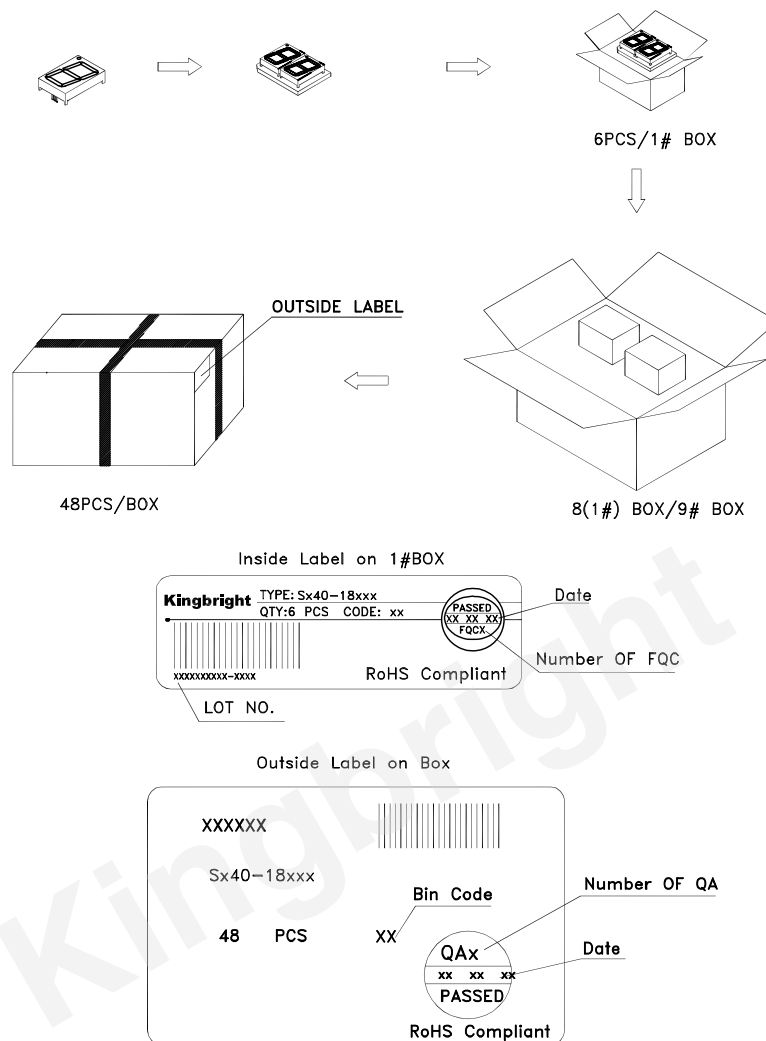 6PCS/1# BOX
OUTSIDE LABEL
48PCS/BOX
8(1#) BOX/9# BOX
Inside Label on 1#BOX
Kingbright
TYPE: Sx40-18xxx
QTY:6 PCS CODE: xx
PASSED
XX XX XX
FQCX
Date
Number OF FQC
XXXXXXXXXX-XXXX
RoHS Compliant
LOT NO.
Outside Label on Box
XXXXXX
Sx40-18xxx
Bin Code
Number OF QA
48 PCS
XX
QAx
Date
xx xx xx
PASSED
RoHS Compliant
Kingbright